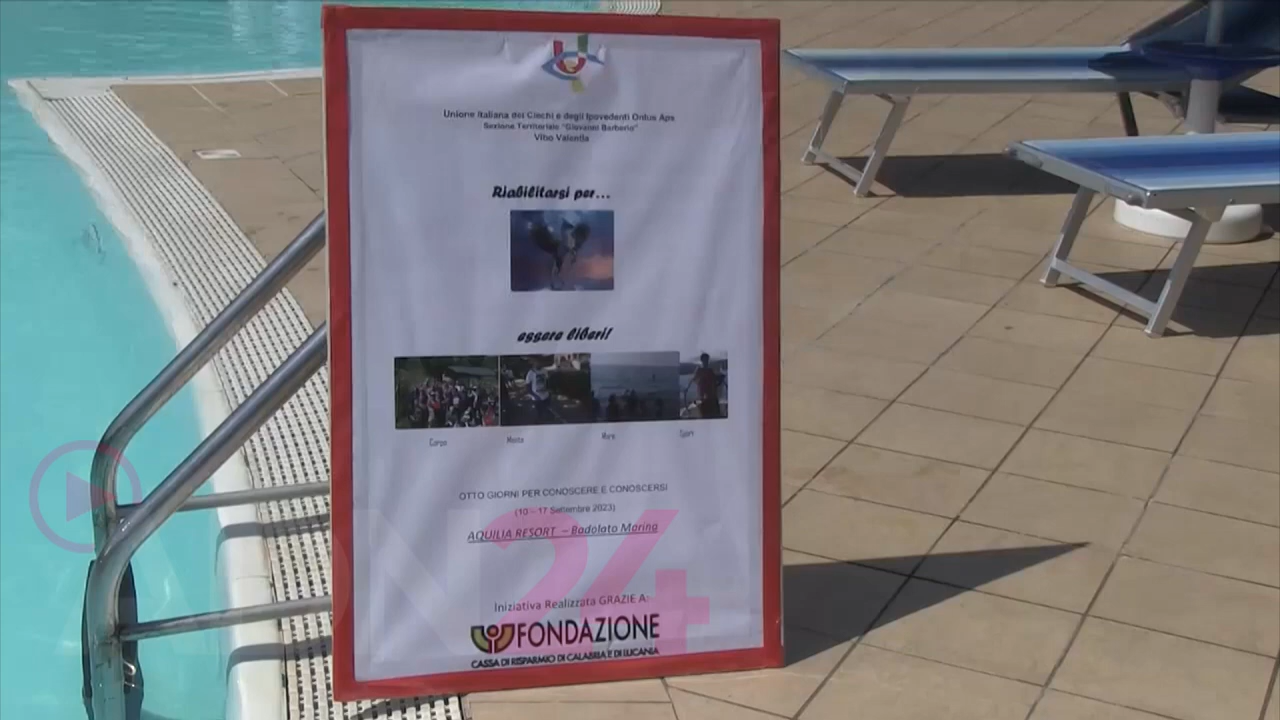 Unione Italiana dei Ciechi e degli Ipovedenti Onlus Aps
Sezione Territoriale "Giovanni Barberio"
Vibo Valentia
Riabilitarsi per...
essere liberi!
Corpo Mente Mare Sport
OTTO GIORNI PER CONOSCERE E CONOSCERSI
(10 – 17 Settembre 2023)
AQUILIA RESORT – Badolato Marina
Iniziativa Realizzata GRAZIE A:
FONDAZIONE
CASSA DI RISPARMIO DI CALABRIA E DI LUCANIA
24